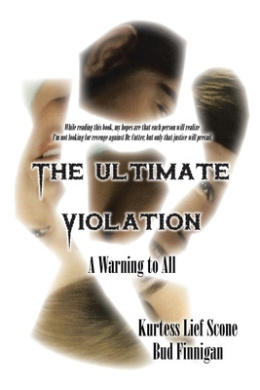 While reading this book, my hopes are that each person will realize
I'm not looking for revenge against Dr. Cutter, but only that justice will prevail.
THE ULTIMATE
VIOLATION
A Warning to All
Kurtess Lief Scone
Bud Finnigan